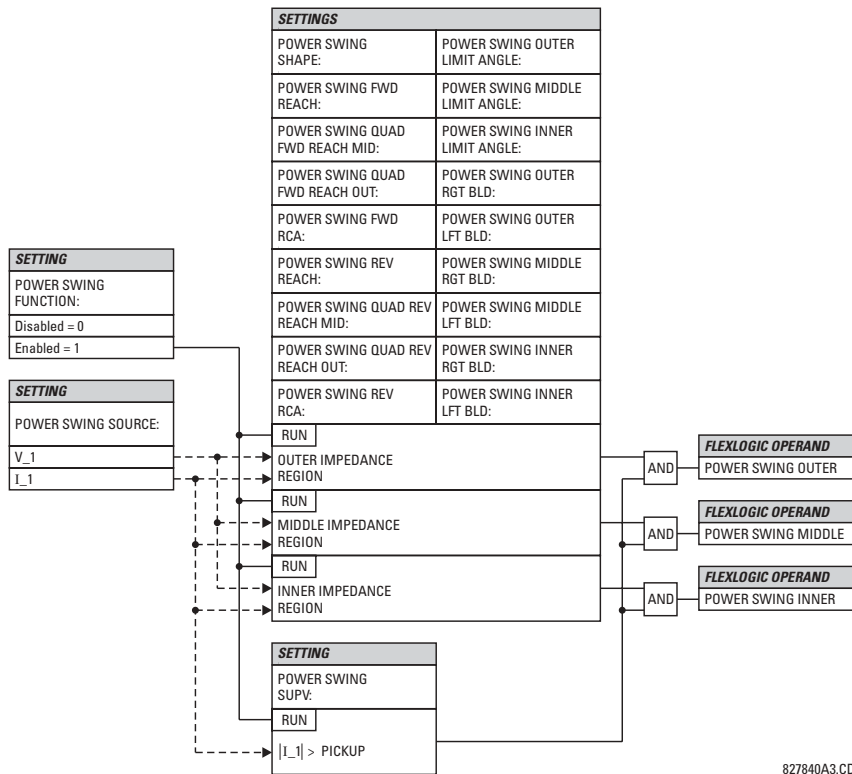 SETTINGS
POWER SWING
SHAPE:
POWER SWING OUTER
LIMIT ANGLE:
POWER SWING FWD
REACH:
POWER SWING MIDDLE
LIMIT ANGLE:
POWER SWING QUAD
FWD REACH MID:
POWER SWING INNER
LIMIT ANGLE:
POWER SWING QUAD
FWD REACH OUT:
POWER SWING OUTER
RGT BLD:
POWER SWING FWD
RCA:
POWER SWING OUTER
LFT BLD:
POWER SWING REV
REACH:
POWER SWING MIDDLE
RGT BLD:
POWER SWING QUAD REV
REACH MID:
POWER SWING MIDDLE
LFT BLD:
POWER SWING QUAD REV
REACH OUT:
POWER SWING INNER
RGT BLD:
POWER SWING REV
RCA:
POWER SWING INNER
LFT BLD:
SETTING
POWER SWING
FUNCTION:
Disabled = 0
Enabled = 1
SETTING
POWER SWING SOURCE:
V_1
I_1
RUN
OUTER IMPEDANCE
REGION
RUN
MIDDLE IMPEDANCE
REGION
RUN
INNER IMPEDANCE
REGION
AND
FLEXLOGIC OPERAND
POWER SWING OUTER
AND
FLEXLOGIC OPERAND
POWER SWING MIDDLE
AND
FLEXLOGIC OPERAND
POWER SWING INNER
SETTING
POWER SWING
SUPV:
RUN
|I_1| > PICKUP
827840A3.CD